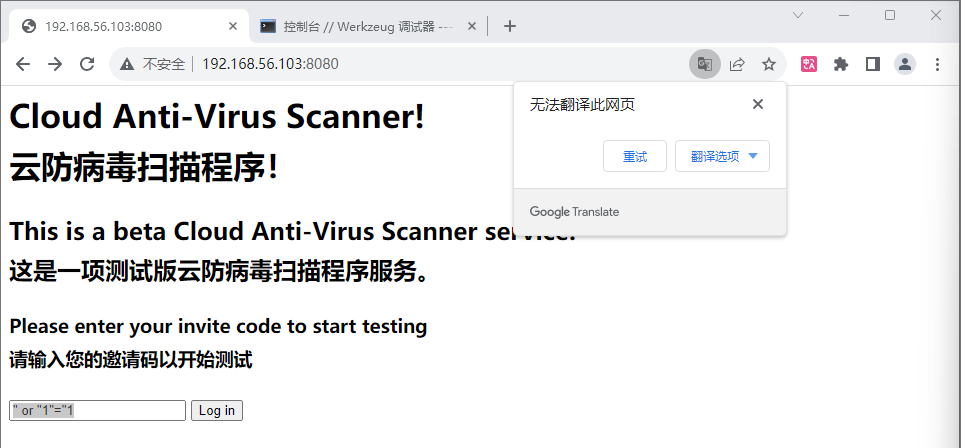 192.168.56.103:8080
控制台 // Werkzeug 调试器 ---
不安全 192.168.56.103:8080
无法翻译此网页
重试 翻译选项
Google Translate
Cloud Anti-Virus Scanner!
云防病毒扫描程序！
This is a beta Cloud Anti-Virus Scanner service.
这是一项测试版云防病毒扫描程序服务。
Please enter your invite code to start testing
请输入您的邀请码以开始测试
" or "1"="1 Log in